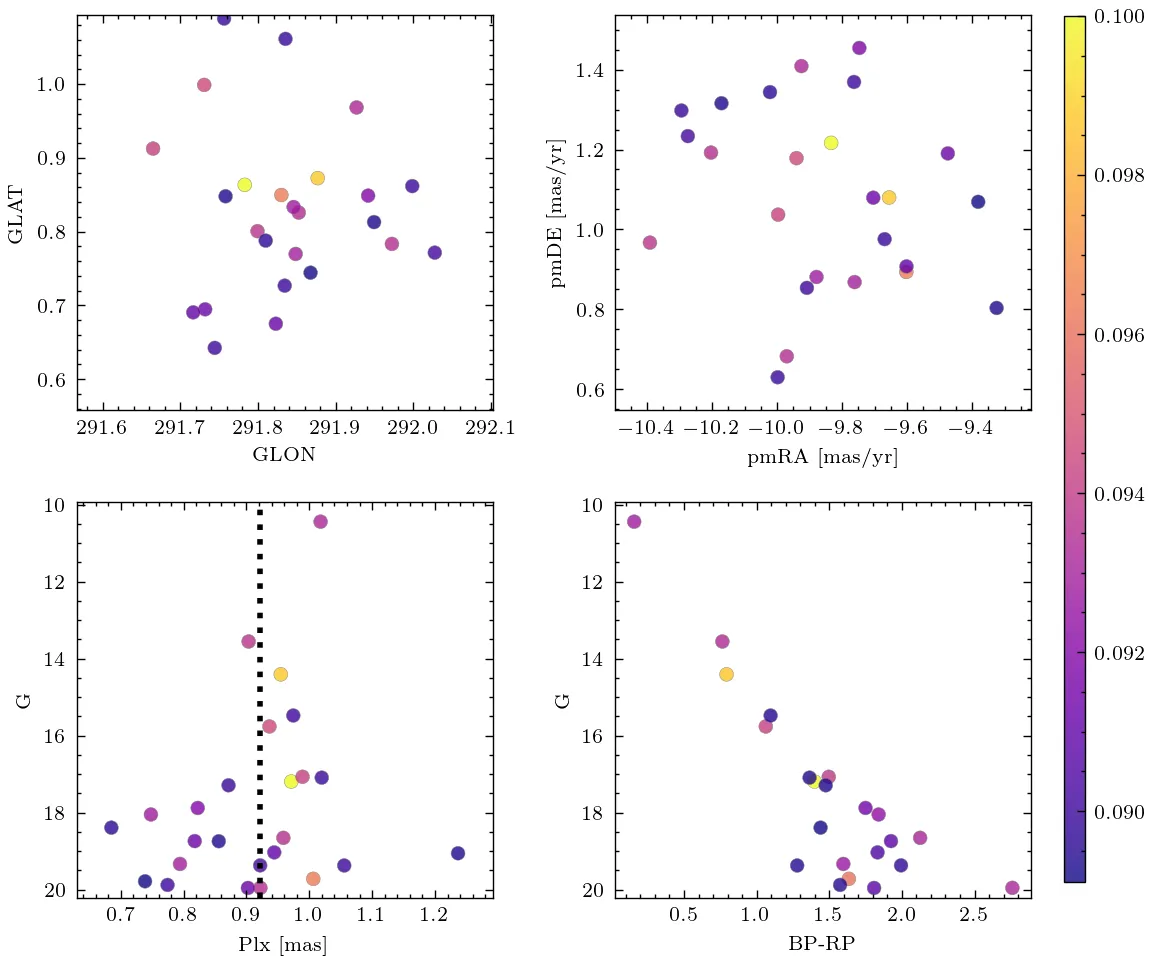 1.0
0.9
0.8
0.7
0.6
GLAT
291.6 291.7 291.8 291.9 292.0 292.1
GLON
1.4
1.2
1.0
0.8
0.6
pmDE [mas/yr]
−10.4 −10.2 −10.0 −9.8 −9.6 −9.4
pmRA [mas/yr]
10
12
14
16
18
20
G
0.7 0.8 0.9 1.0 1.1 1.2
Plx [mas]
10
12
14
16
18
20
G
0.5 1.0 1.5 2.0 2.5
BP-RP
0.100
0.098
0.096
0.094
0.092
0.090